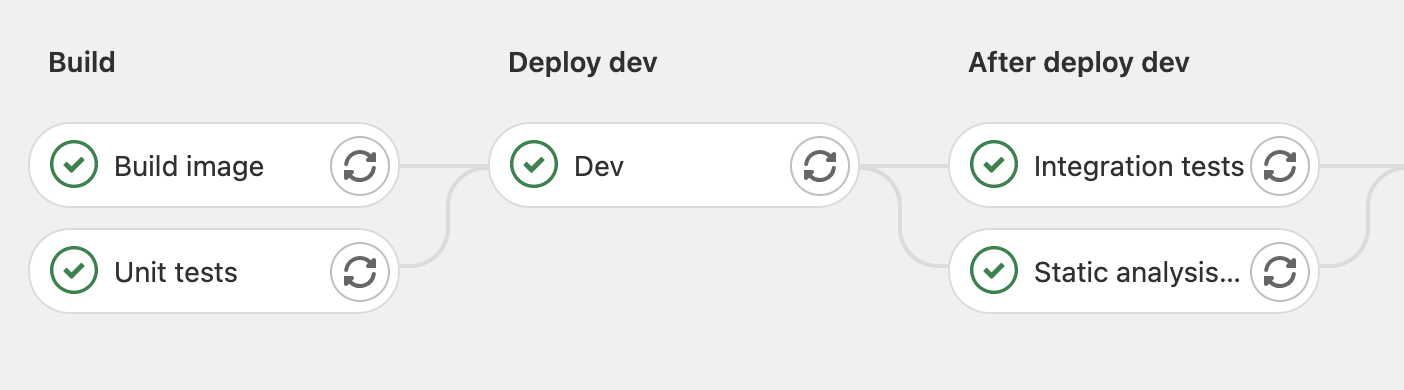 Build
Deploy dev
After deploy dev
Build image
Dev
Integration tests
Unit tests
Static analysis...